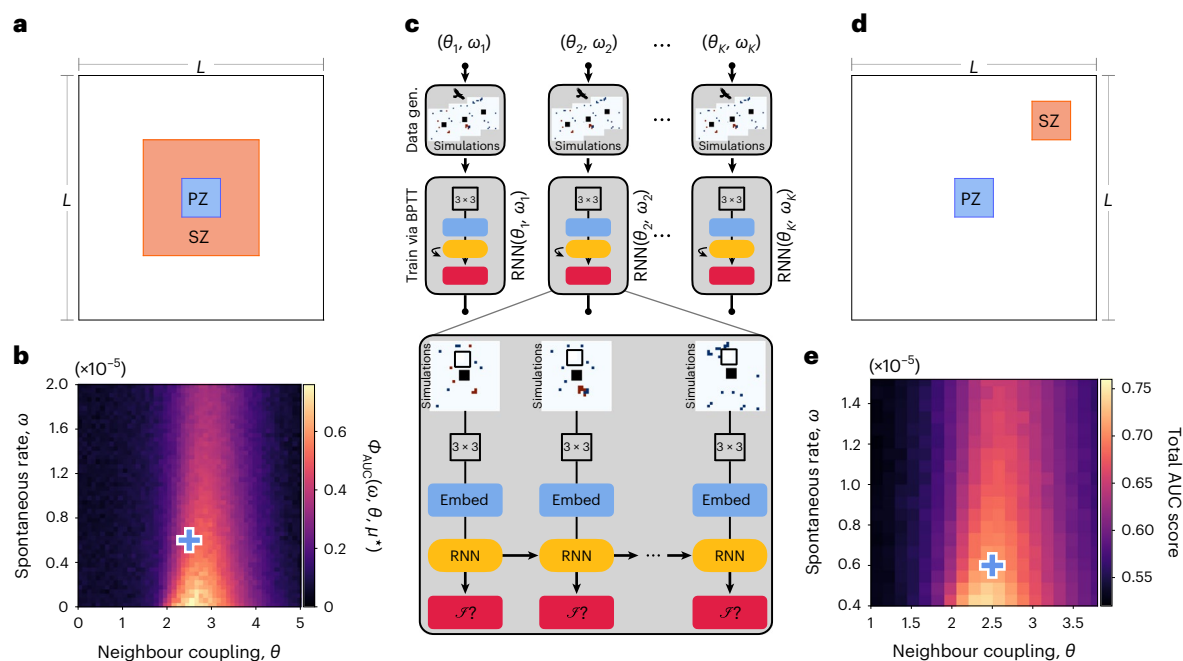 a
L
L
PZ
SZ
b
(×10⁻⁵)
2.0
1.6
1.2
0.8
0.4
0
Spontaneous rate, ω
0 1 2 3 4 5
Neighbour coupling, θ
0.6
0.4
0.2
0
Φ_AUC(ω, θ, μ*)
c
(θ₁, ω₁) (θ₂, ω₂) ... (θ_K, ω_K)
Data gen.
Simulations Simulations ... Simulations
Train via BPTT
3 × 3 3 × 3 3 × 3
RNN(θ₁, ω₁) RNN(θ₂, ω₂) ... RNN(θ_K, ω_K)
Simulations Simulations Simulations
3 × 3 3 × 3 3 × 3
Embed Embed Embed
RNN RNN ... RNN
ℐ? ℐ? ℐ?
d
L
SZ
PZ
L
e
(×10⁻⁵)
1.4
1.2
1.0
0.8
0.6
0.4
Spontaneous rate, ω
1 1.5 2.0 2.5 3.0 3.5
Neighbour coupling, θ
0.75
0.70
0.65
0.60
0.55
Total AUC score